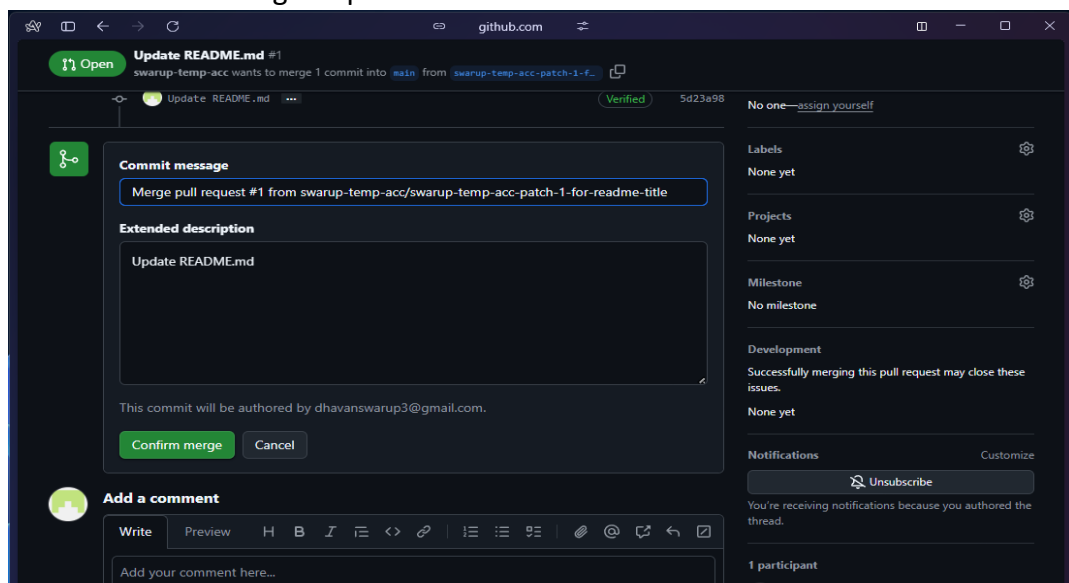 github.com
Open
Update README.md #1
swarup-temp-acc wants to merge 1 commit into main from swarup-temp-acc-patch-1-f…
Update README.md
Verified
5d23a98
No one—assign yourself
Commit message
Merge pull request #1 from swarup-temp-acc/swarup-temp-acc-patch-1-for-readme-title
Extended description
Update README.md
This commit will be authored by dhavanswarup3@gmail.com.
Confirm merge
Cancel
Labels
None yet
Projects
None yet
Milestone
No milestone
Development
Successfully merging this pull request may close these
issues.
None yet
Notifications
Customize
Unsubscribe
You're receiving notifications because you authored the
thread.
1 participant
Add a comment
Write
Preview
H B I
Add your comment here...